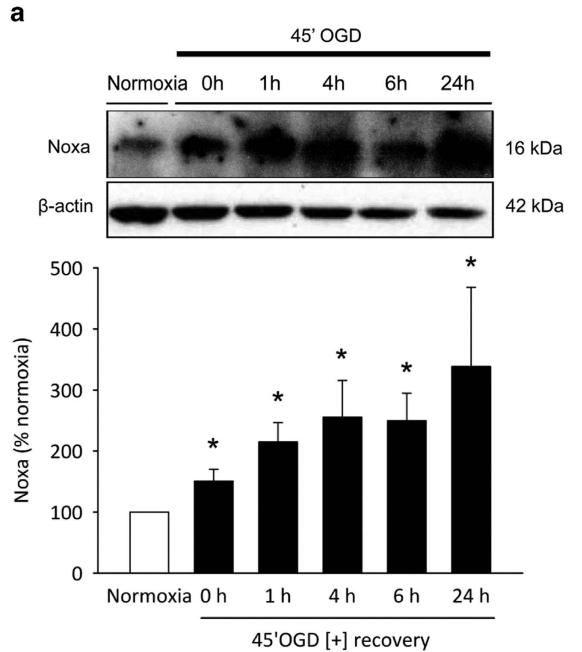 a
45’ OGD
Normoxia 0h 1h 4h 6h 24h
Noxa 16 kDa
β-actin 42 kDa
500
400
300
200
100
0
Noxa (% normoxia)
* * * * *
Normoxia 0 h 1 h 4 h 6 h 24 h
45'OGD [+] recovery